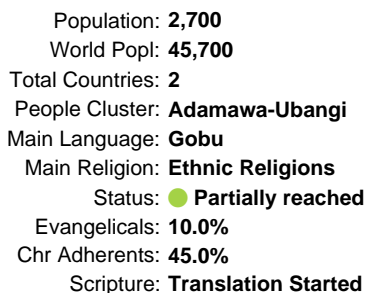 Population: 2,700
World Popl: 45,700
Total Countries: 2
People Cluster: Adamawa-Ubangi
Main Language: Gobu
Main Religion: Ethnic Religions
Status: Partially reached
Evangelicals: 10.0%
Chr Adherents: 45.0%
Scripture: Translation Started